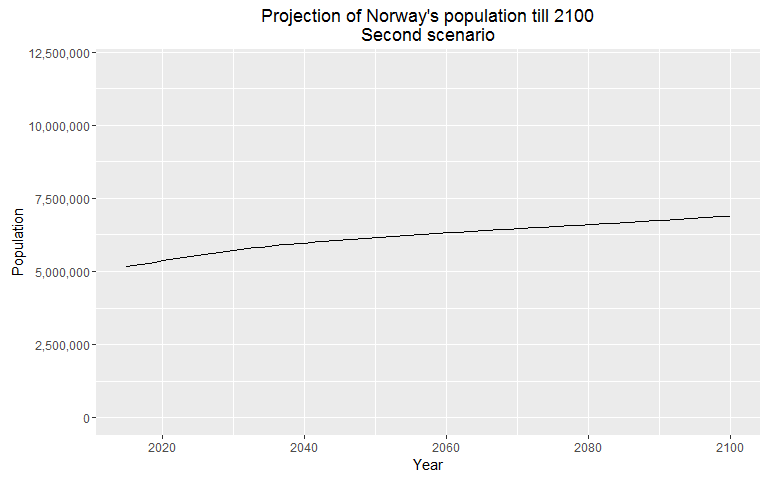 Projection of Norway's population till 2100
Second scenario
12,500,000
10,000,000
7,500,000
5,000,000
2,500,000
0
Population
2020 2040 2060 2080 2100
Year